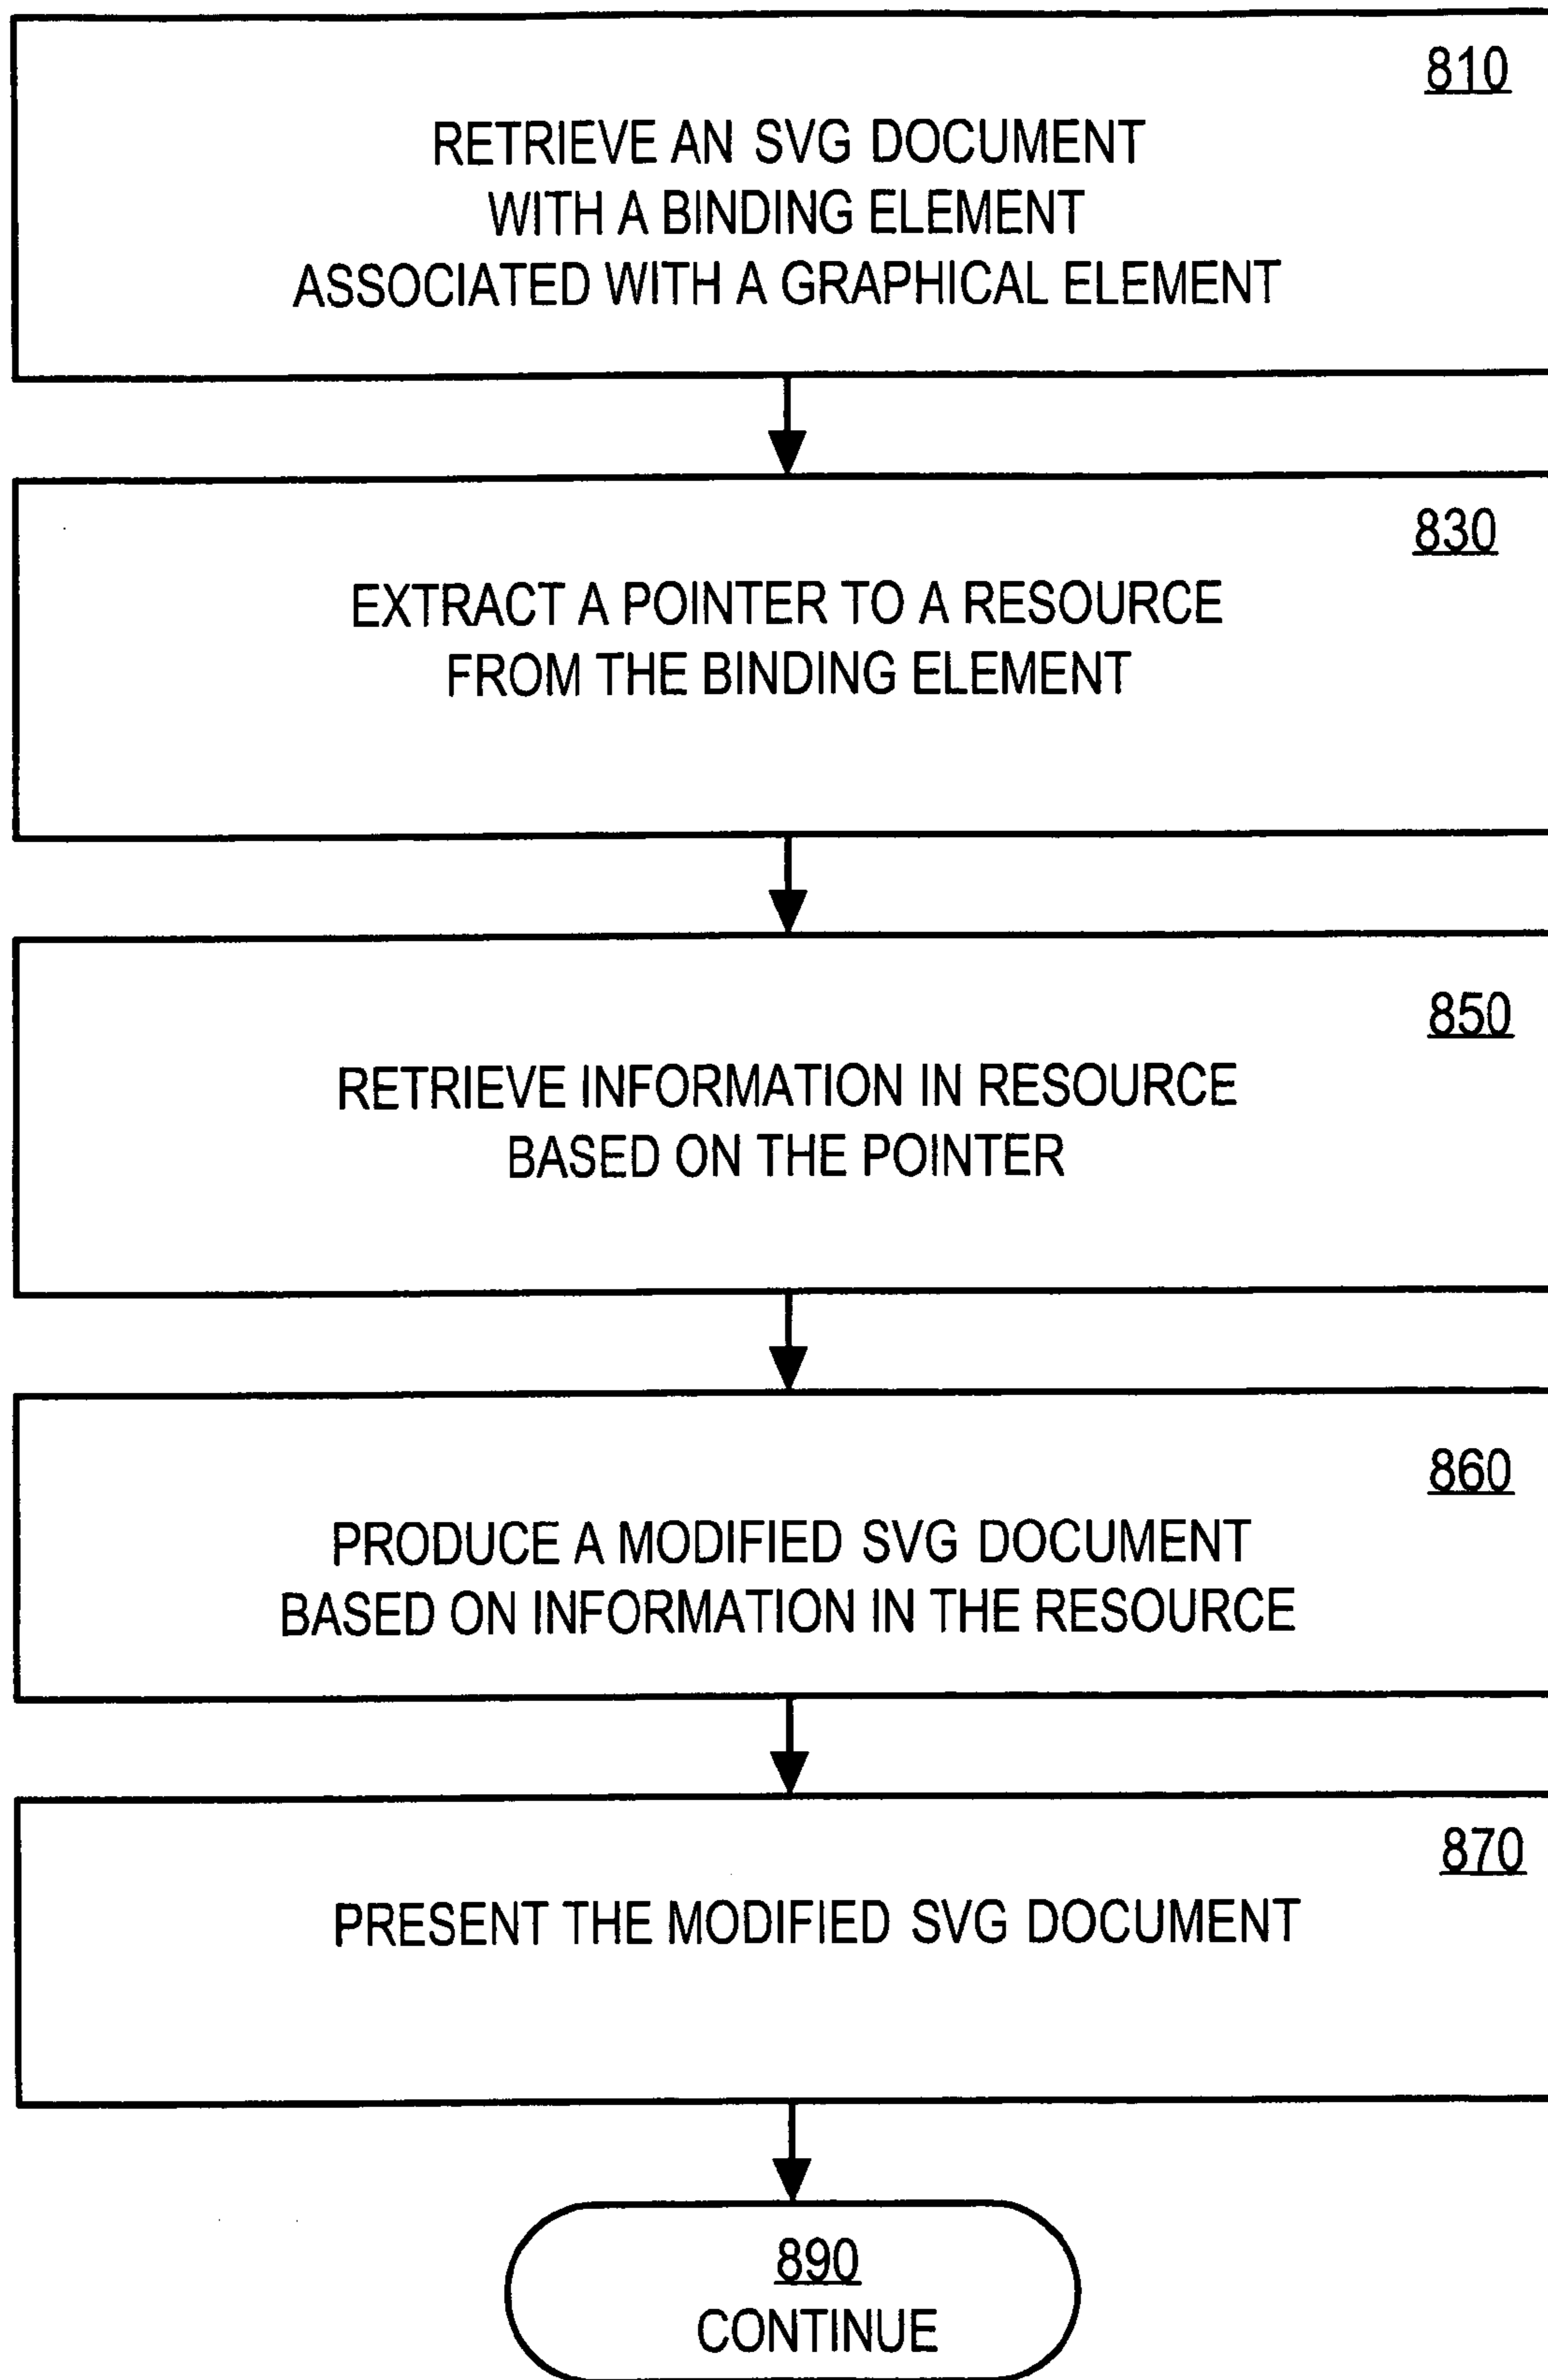 810
RETRIEVE AN SVG DOCUMENT
WITH A BINDING ELEMENT
ASSOCIATED WITH A GRAPHICAL ELEMENT
830
EXTRACT A POINTER TO A RESOURCE
FROM THE BINDING ELEMENT
850
RETRIEVE INFORMATION IN RESOURCE
BASED ON THE POINTER
860
PRODUCE A MODIFIED SVG DOCUMENT
BASED ON INFORMATION IN THE RESOURCE
870
PRESENT THE MODIFIED SVG DOCUMENT
890
CONTINUE